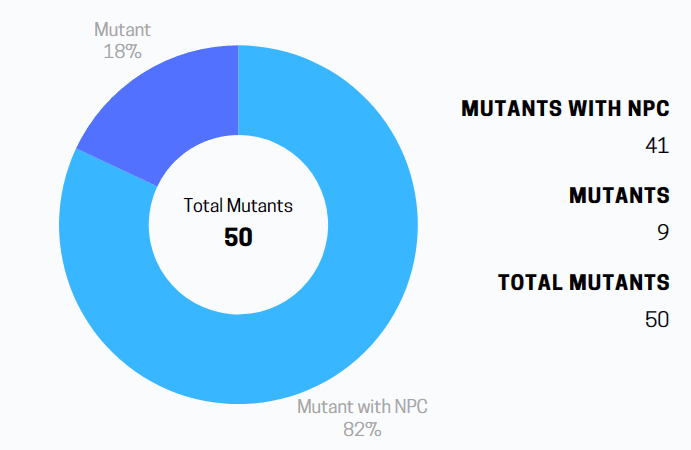 Mutant
18%
Total Mutants
50
Mutant with NPC
82%
MUTANTS WITH NPC
41
MUTANTS
9
TOTAL MUTANTS
50